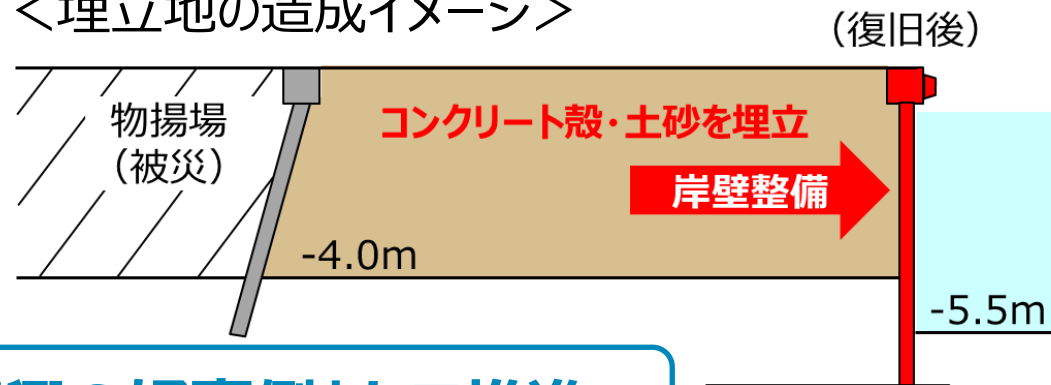 ＜埋立地の造成イメージ＞
（復旧後）
物揚場
（被災）
コンクリート殻・土砂を埋立
岸壁整備
-4.0m
-5.5m